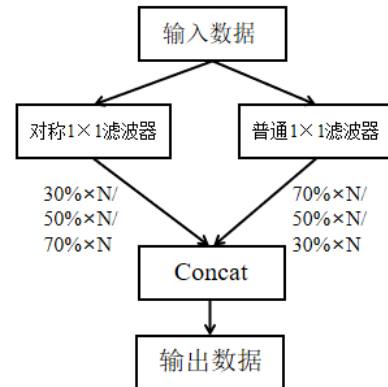 输入数据
对称1×1滤波器
普通1×1滤波器
30%×N/
50%×N/
70%×N
70%×N/
50%×N/
30%×N
Concat
输出数据